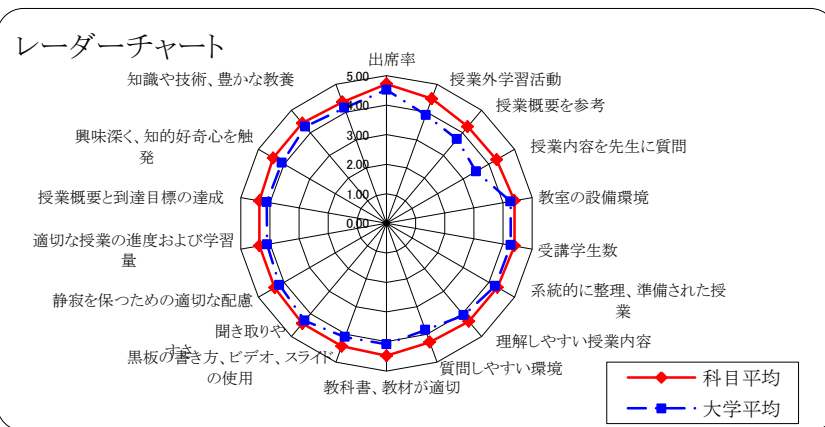 レーダーチャート
出席率
授業外学習活動
授業概要を参考
授業内容を先生に質問
教室の設備環境
受講学生数
系統的に整理、準備された授
業
理解しやすい授業内容
質問しやすい環境
教科書、教材が適切
黒板の書き方、ビデオ、スライド
の使用
聞き取りや
すさ
静寂を保つための適切な配慮
適切な授業の進度および学習
量
授業概要と到達目標の達成
興味深く、知的好奇心を触
発
知識や技術、豊かな教養
5.00
4.00
3.00
2.00
1.00
0.00
科目平均
大学平均